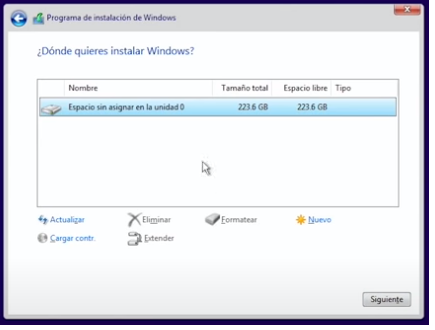 Programa de instalación de Windows
¿Dónde quieres instalar Windows?
Nombre Tamaño total Espacio libre Tipo
Espacio sin asignar en la unidad 0 223.6 GB 223.6 GB
Actualizar Eliminar Formatear Nuevo
Cargar contr. Extender
Siguiente